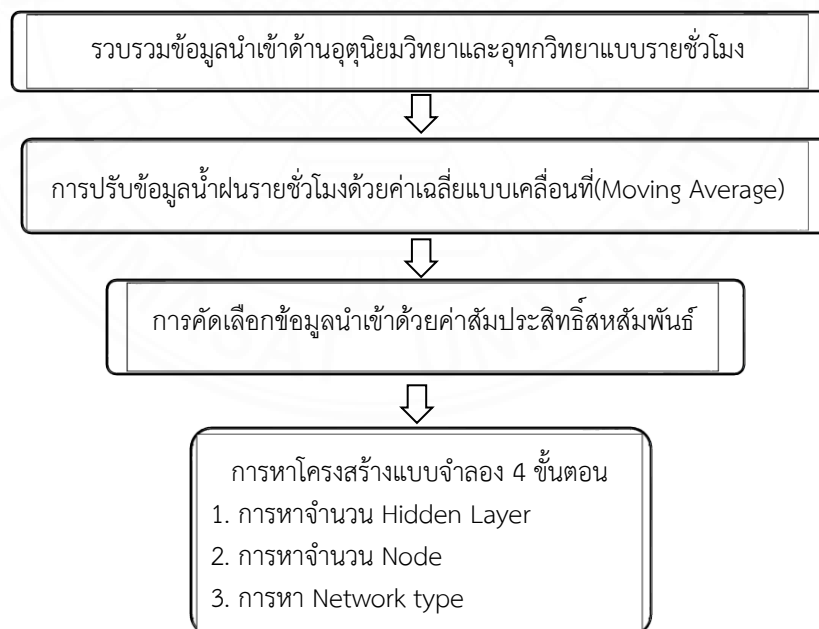 รวบรวมข้อมูลนำเข้าด้านอุตุนิยมวิทยาและอุทกวิทยาแบบรายชั่วโมง
การปรับข้อมูลน้ำฝนรายชั่วโมงด้วยค่าเฉลี่ยแบบเคลื่อนที่(Moving Average)
การคัดเลือกข้อมูลนำเข้าด้วยค่าสัมประสิทธิ์สหสัมพันธ์
การหาโครงสร้างแบบจำลอง 4 ขั้นตอน
1. การหาจำนวน Hidden Layer
2. การหาจำนวน Node
3. การหา Network type